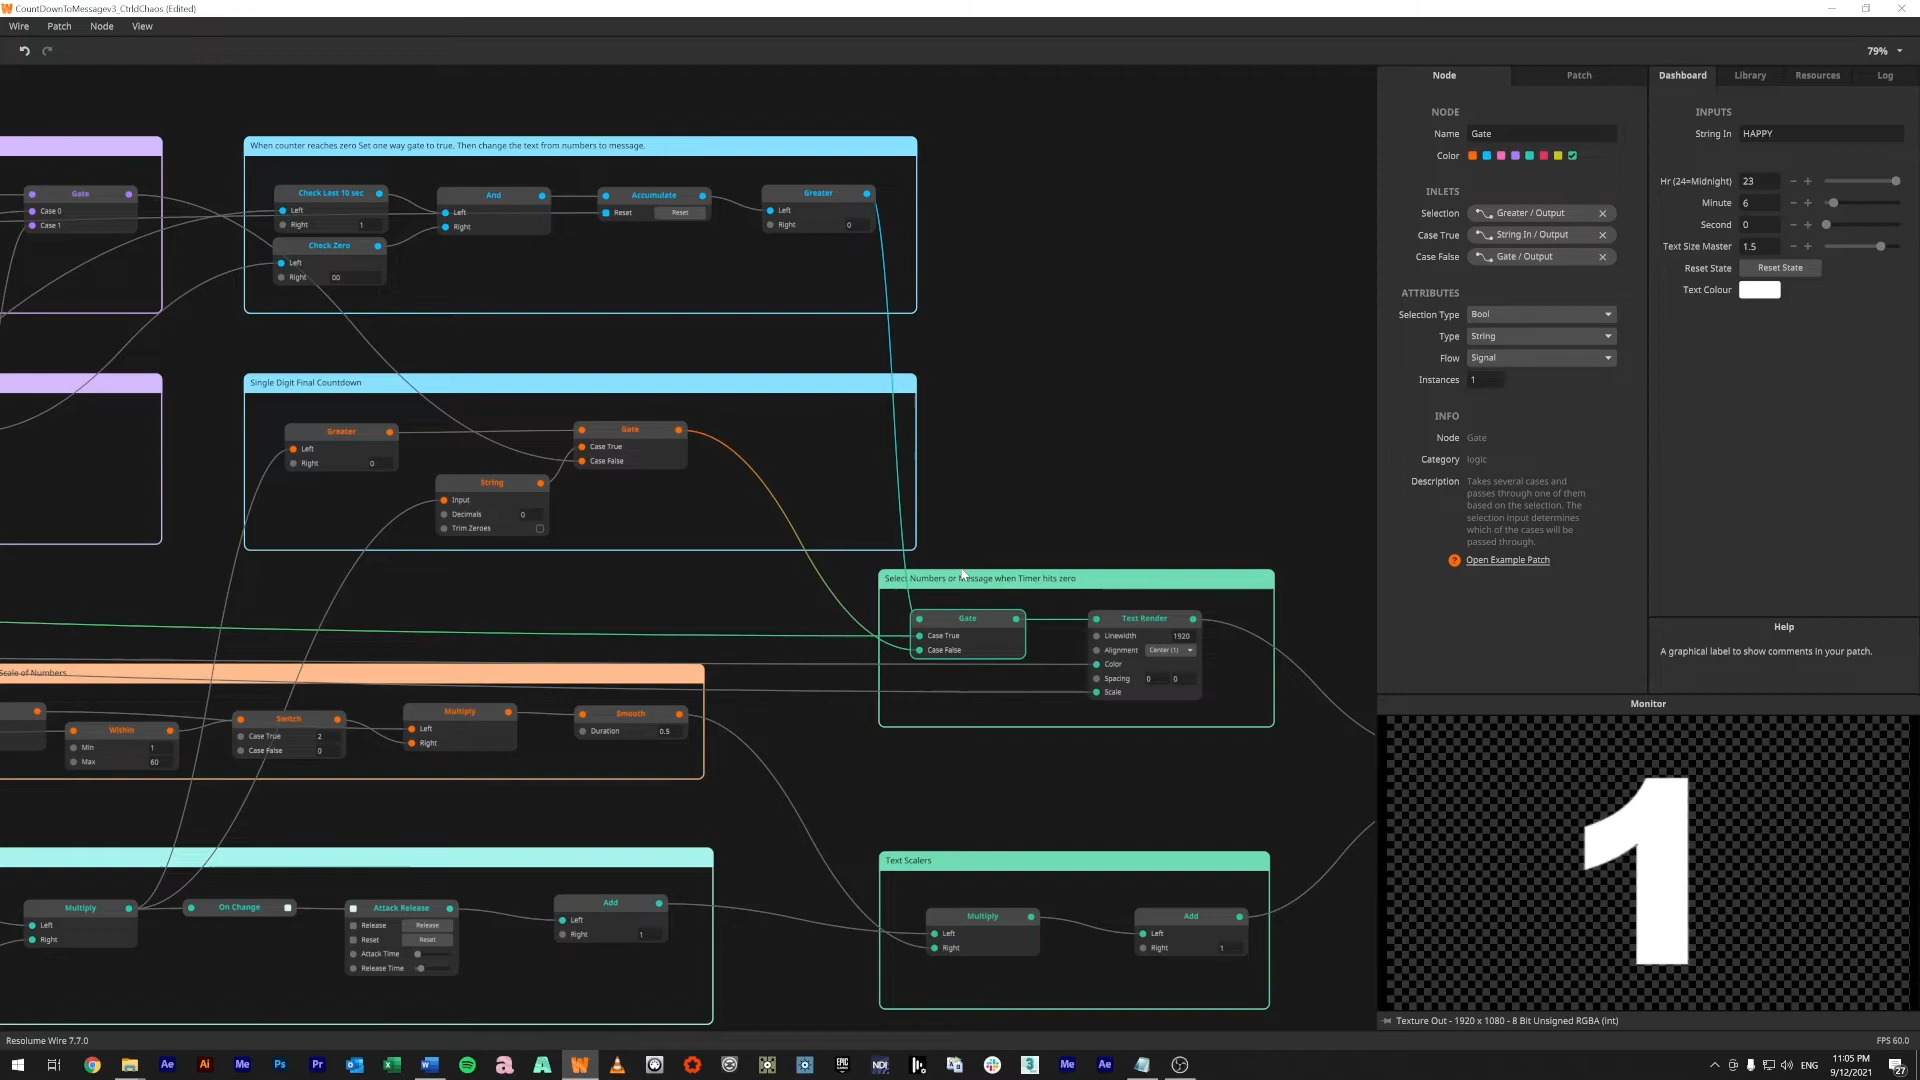 CountDownToMessagev3_CtrldChaos (Edited)
Wire Patch Node View
79%
Node Patch
Dashboard Library Resources Log
NODE
Name Gate
Color
INLETS
Selection Greater / Output
Case True String In / Output
Case False Gate / Output
ATTRIBUTES
Selection Type Bool
Type String
Flow Signal
Instances 1
INFO
Node Gate
Category logic
Description Takes several cases and
passes through one of them
based on the selection. The
selection input determines
which of the cases will be
passed through.
? Open Example Patch
INPUTS
String In HAPPY
Hr (24=Midnight) 23
Minute 6
Second 0
Text Size Master 1.5
Reset State Reset State
Text Colour
Help
A graphical label to show comments in your patch.
Monitor
1
Texture Out - 1920 x 1080 - 8 Bit Unsigned RGBA (int)
Gate
Case 0
Case 1
When counter reaches zero Set one way gate to true. Then change the text from numbers to message.
Check Last 10 sec
Left
Right 1
Check Zero
Left
Right 00
And
Left
Right
Accumulate
Reset Reset
Greater
Left
Right 0
Single Digit Final Countdown
Greater
Left
Right 0
String
Input
Decimals 0
Trim Zeroes
Gate
Case True
Case False
Select Numbers or Message when Timer hits zero
Gate
Case True
Case False
Text Render
Linewidth 1920
Alignment Center (1)
Color
Spacing 0 0
Scale
Scale of Numbers
Within
Min 1
Max 60
Switch
Case True 2
Case False 0
Multiply
Left
Right
Smooth
Duration 0.5
Multiply
Left
Right
On Change
Attack Release
Release Release
Reset Reset
Attack Time
Release Time
Add
Left
Right 1
Text Scalers
Multiply
Left
Right
Add
Left
Right 1
Resolume Wire 7.7.0
FPS 60.0
Ae Ai Me Ps Pr W NDI 3 Me Ae
EPIC
ENG
11:05 PM
9/12/2021
27